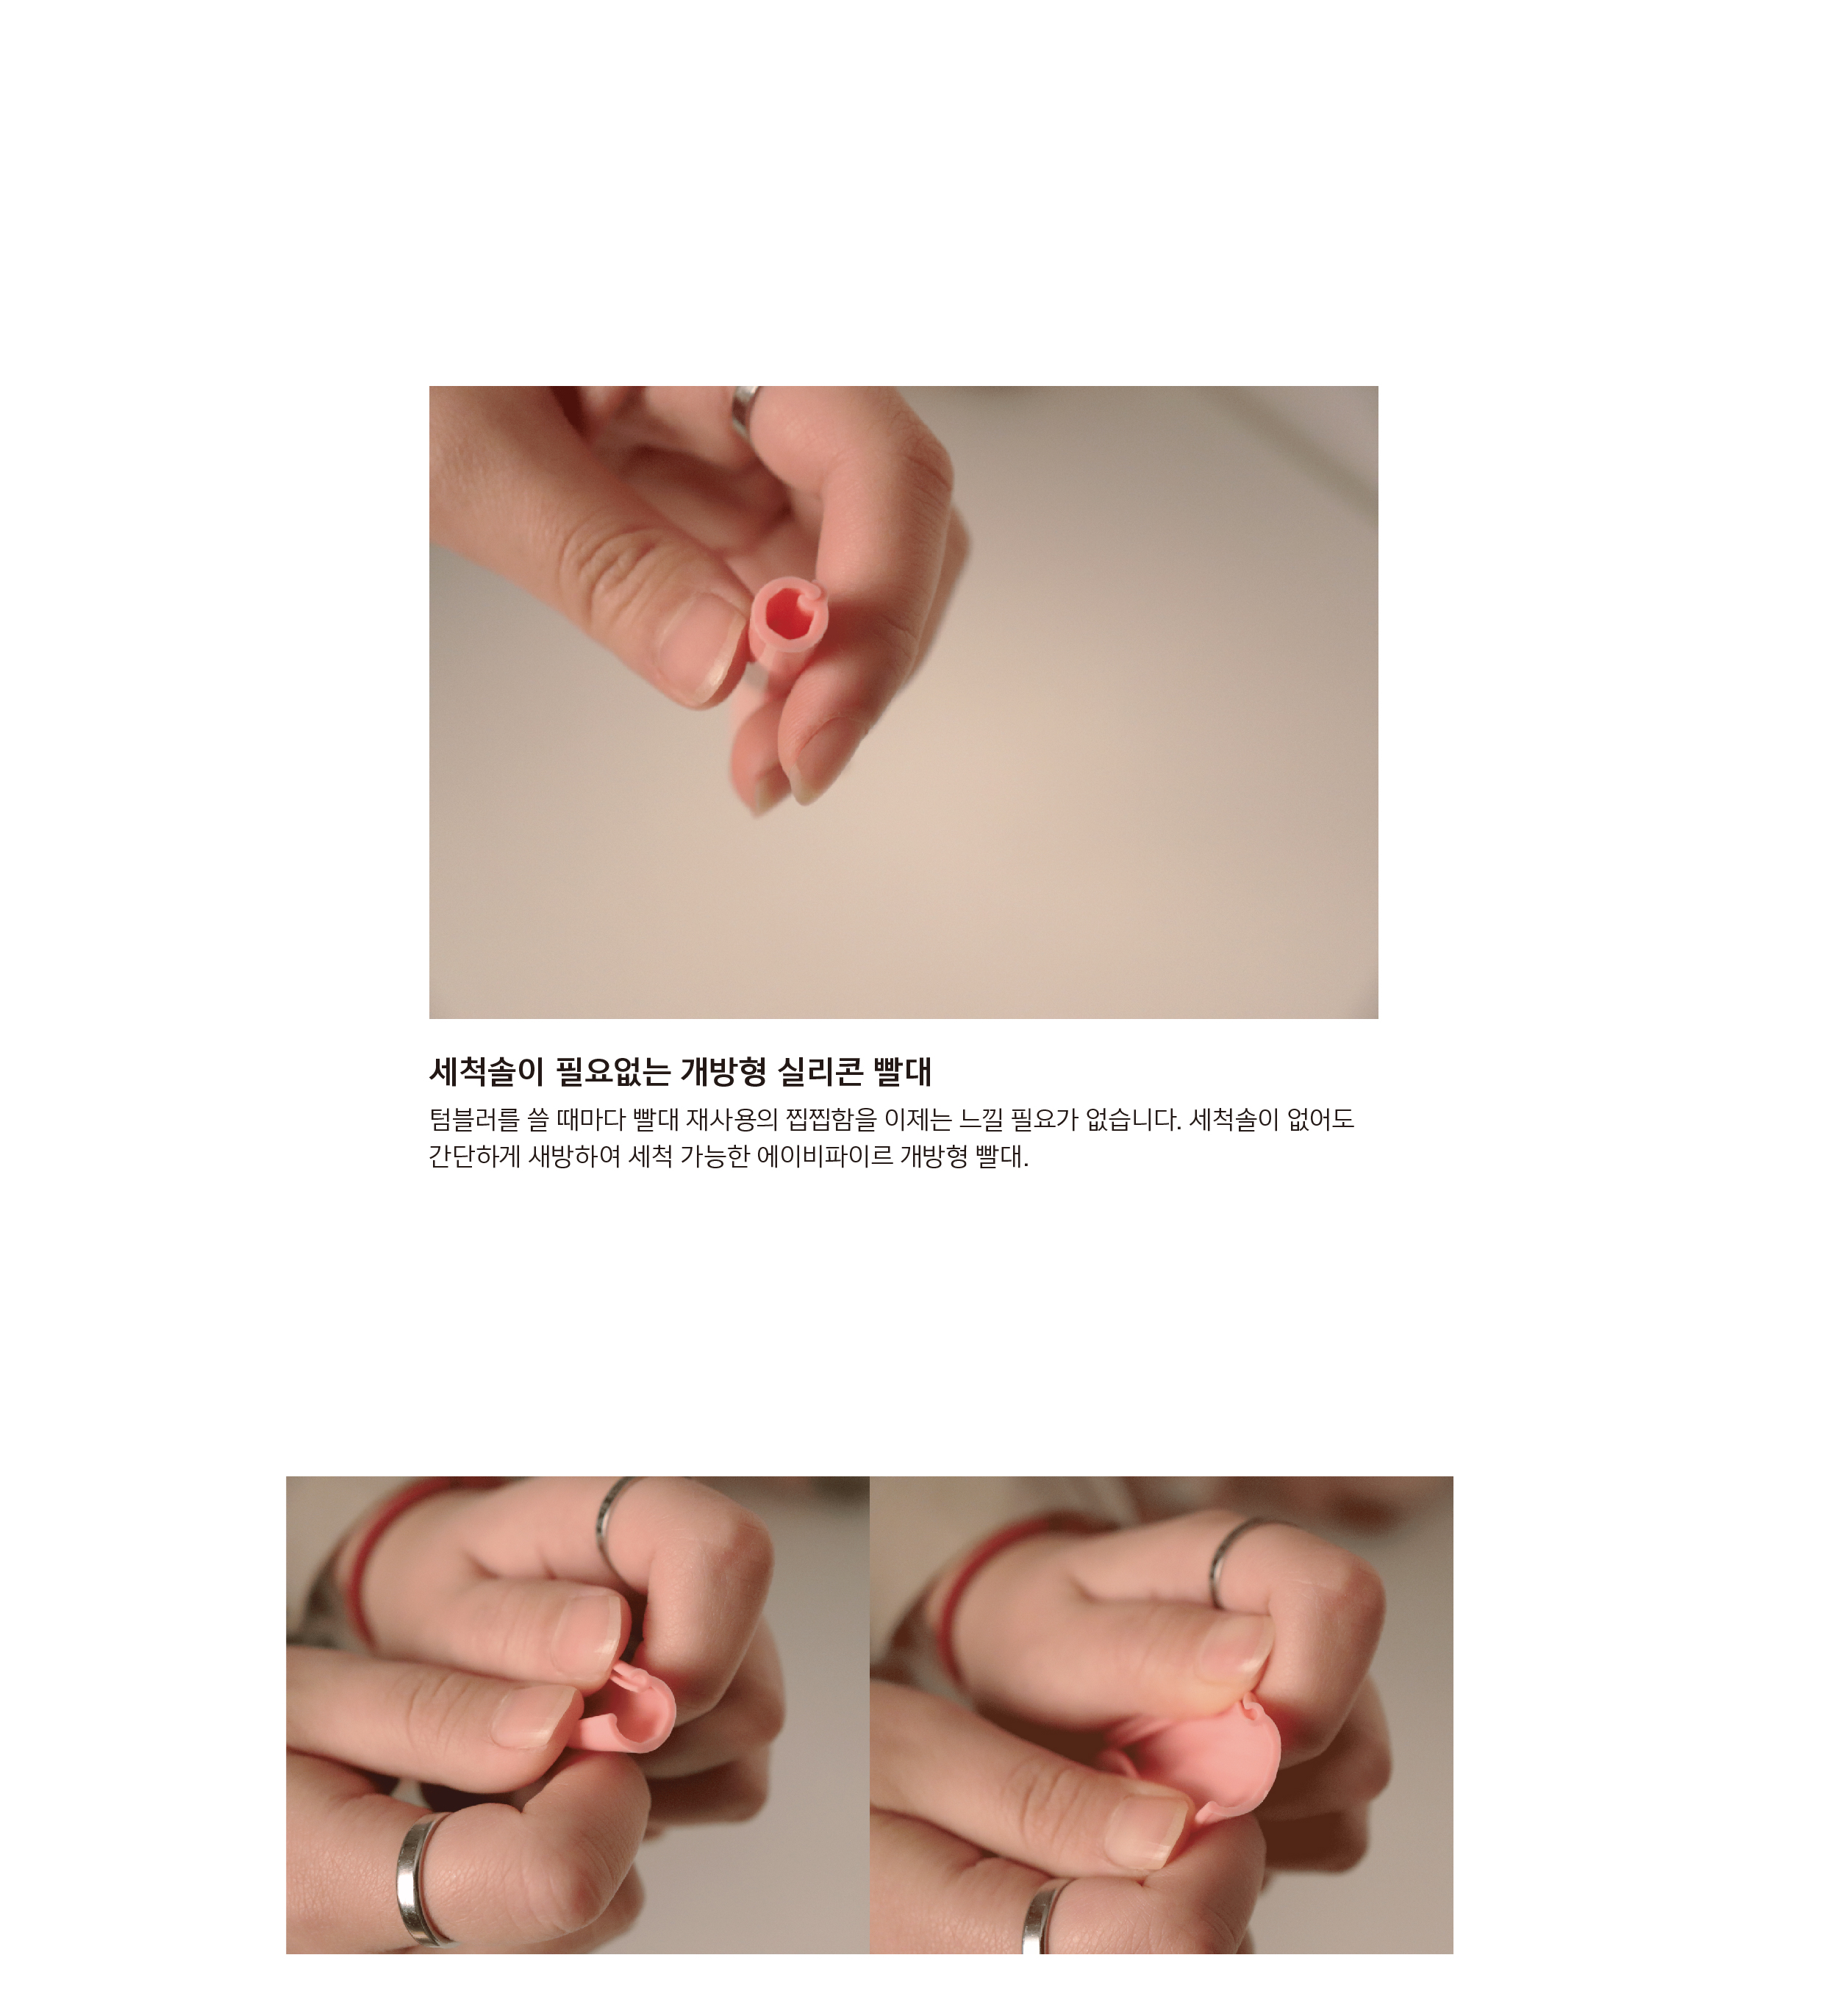 세척솔이 필요없는 개방형 실리콘 빨대
텀블러를 쓸 때마다 빨대 재사용의 찝찝함을 이제는 느낄 필요가 없습니다. 세척솔이 없어도
간단하게 새방하여 세척 가능한 에이비파이르 개방형 빨대.